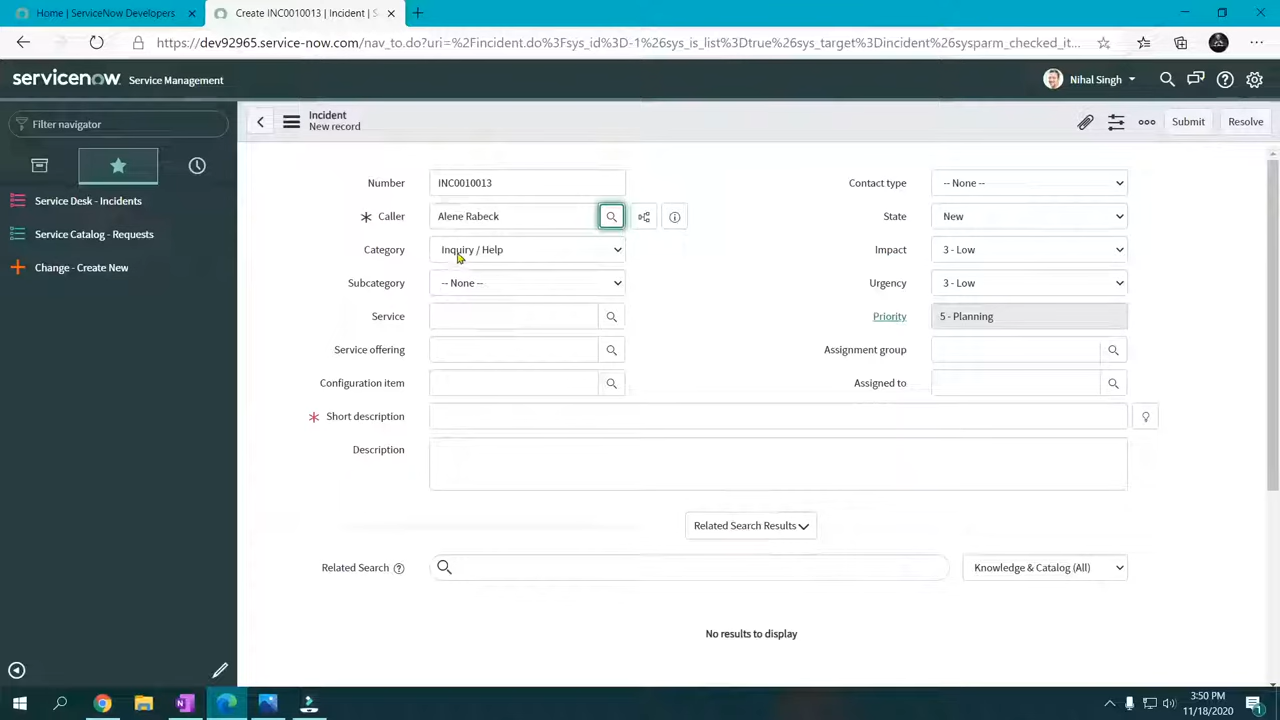 Home | ServiceNow Developers
Create INC0010013 | Incident | S
https://dev92965.service-now.com/nav_to.do?uri=%2Fincident.do%3Fsys_id%3D-1%26sys_is_list%3Dtrue%26sys_target%3Dincident%26sysparm_checked_it...
servicenow Service Management
Nihal Singh
Filter navigator
Incident
New record
Submit
Resolve
Service Desk - Incidents
Service Catalog - Requests
Change - Create New
Number INC0010013
Contact type -- None --
Caller Alene Rabeck
State New
Category Inquiry / Help
Impact 3 - Low
Subcategory -- None --
Urgency 3 - Low
Service
Priority 5 - Planning
Service offering
Assignment group
Configuration item
Assigned to
Short description
Description
Related Search Results
Related Search
Knowledge & Catalog (All)
No results to display
3:50 PM
11/18/2020